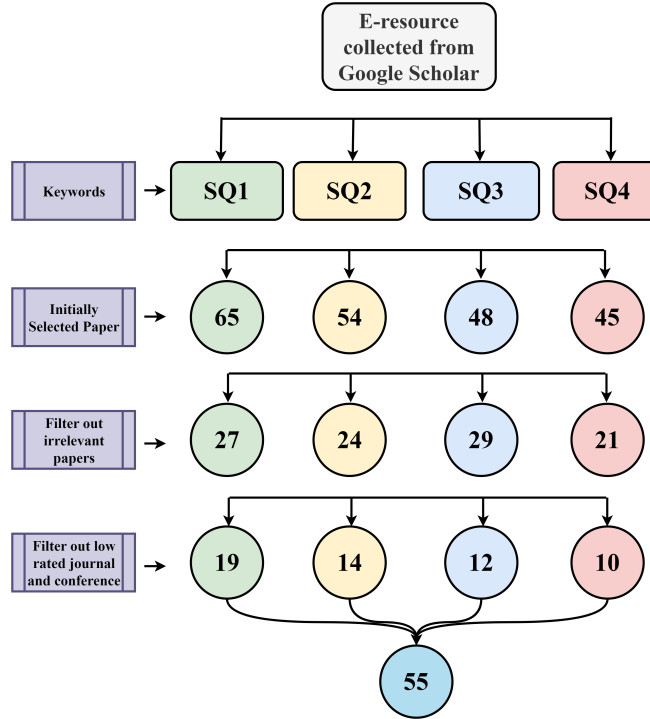 E-resource
collected from
Google Scholar
Keywords
SQ1
SQ2
SQ3
SQ4
Initially
Selected Paper
65
54
48
45
Filter out
irrelevant
papers
27
24
29
21
Filter out low
rated journal
and conference
19
14
12
10
55